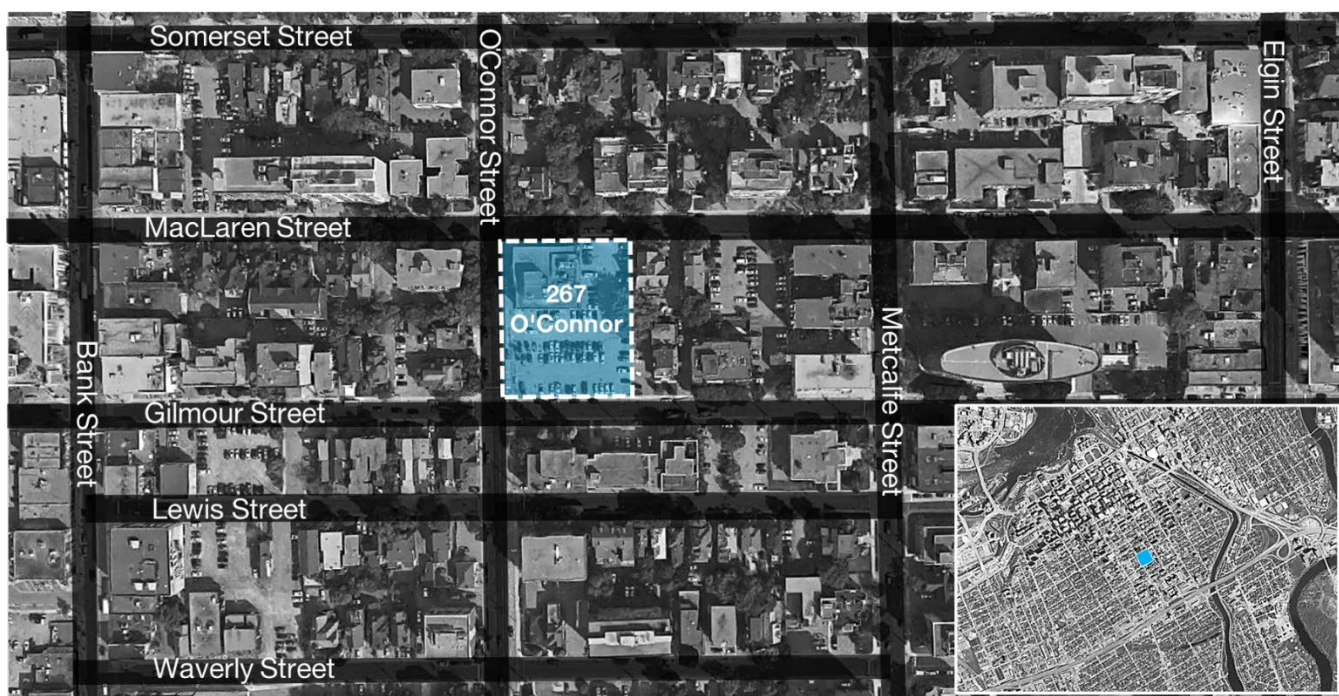 Somerset Street
OConnor Street
Elgin Street
MacLaren Street
267
O'Connor
Bank Street
Metcalfe Street
Gilmour Street
Lewis Street
Waverly Street